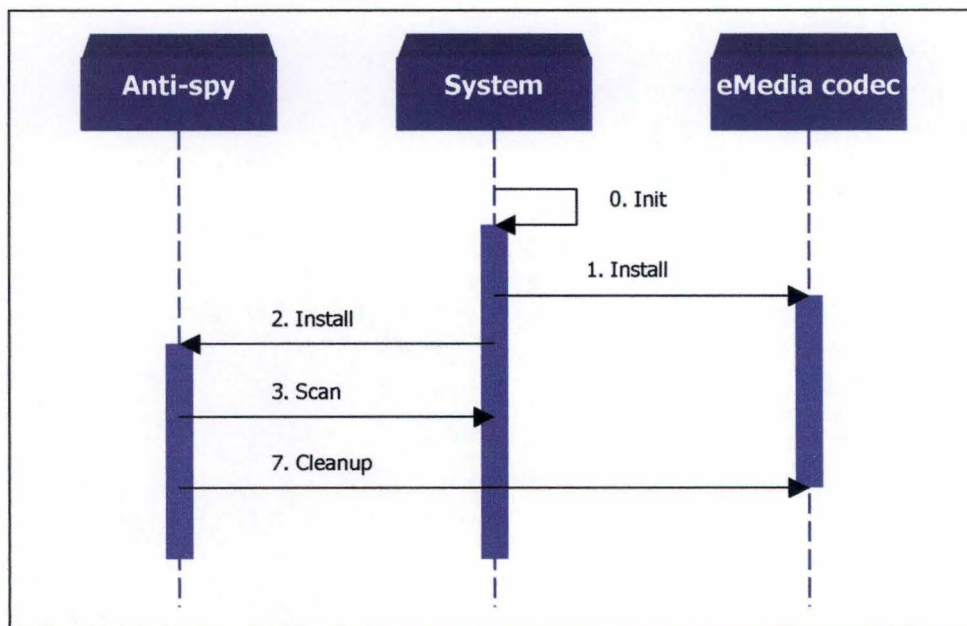 Anti-spy
System
eMedia codec
0. Init
1. Install
2. Install
3. Scan
7. Cleanup